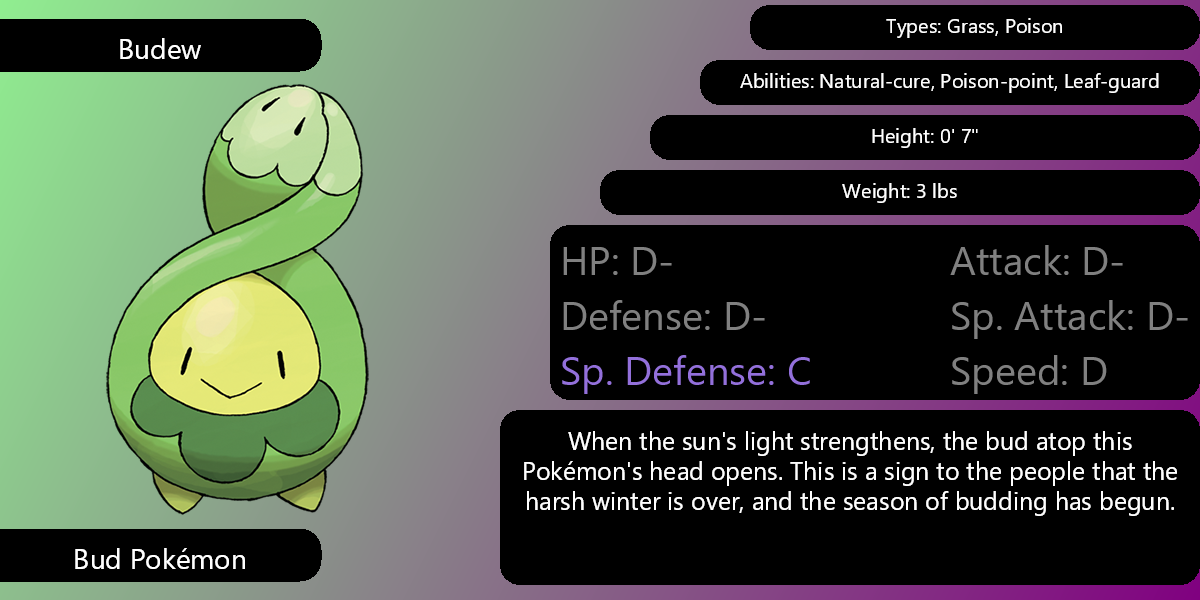 Budew
Types: Grass, Poison
Abilities: Natural-cure, Poison-point, Leaf-guard
Height: 0' 7"
Weight: 3 lbs
HP: D-
Attack: D-
Defense: D-
Sp. Attack: D-
Sp. Defense: C
Speed: D
When the sun's light strengthens, the bud atop this
Pokémon's head opens. This is a sign to the people that the
harsh winter is over, and the season of budding has begun.
Bud Pokémon